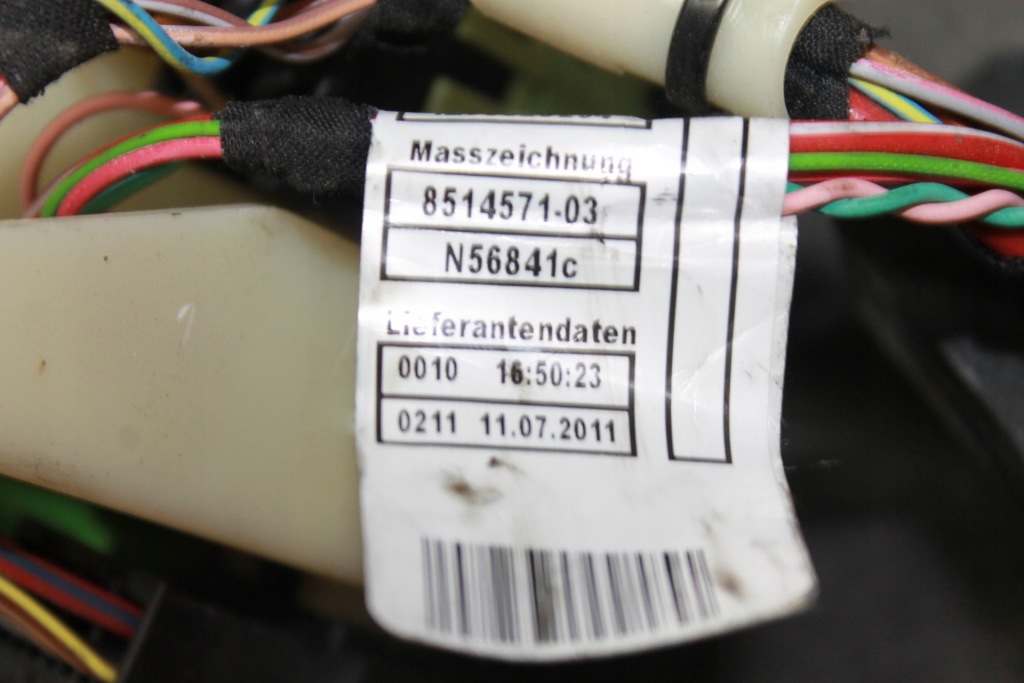 Masszeichnung
8514571-03
N56841c
Lieferantendaten
0010 16:50:23
0211 11.07.2011